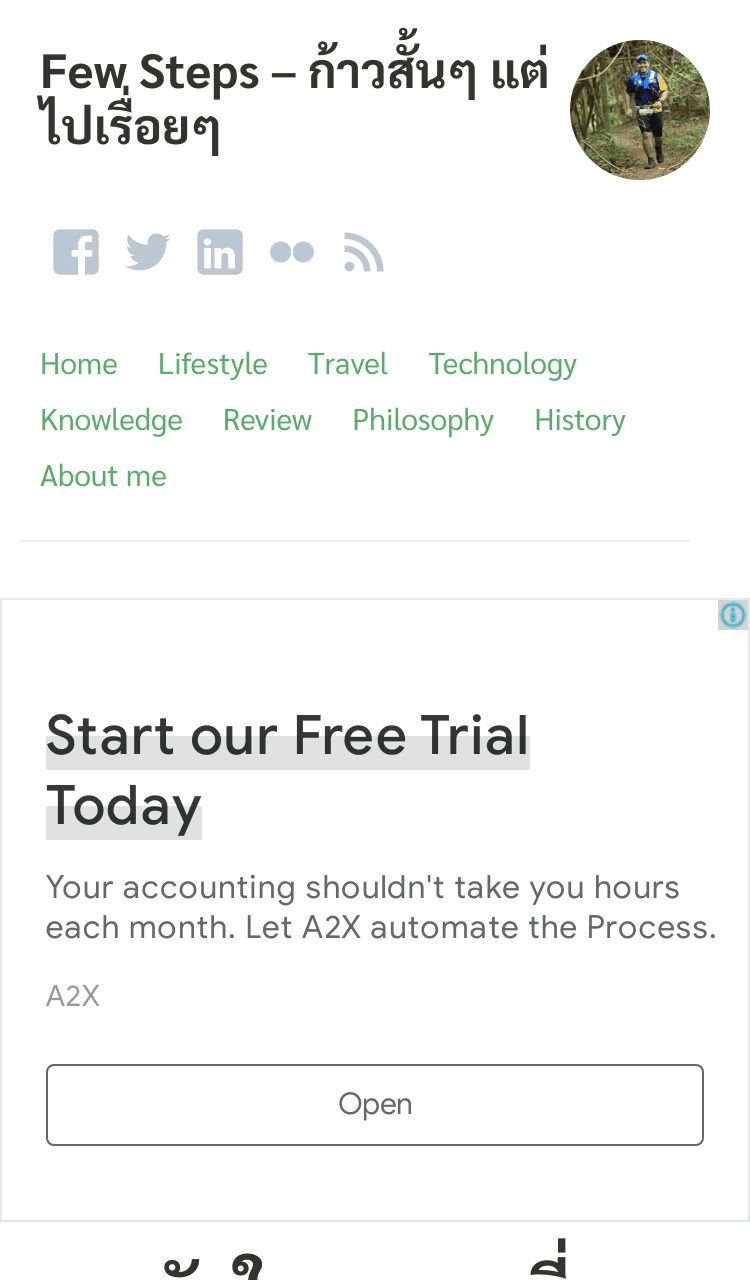 Few Steps – ก้าวสั้นๆ แต่
ไปเรื่อยๆ
Home Lifestyle Travel Technology
Knowledge Review Philosophy History
About me
Start our Free Trial
Today
Your accounting shouldn't take you hours
each month. Let A2X automate the Process.
A2X
Open